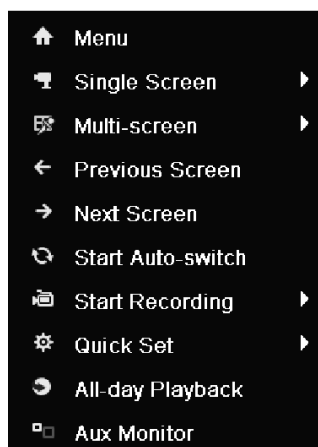 Menu
Single Screen
Multi-screen
Previous Screen
Next Screen
Start Auto-switch
Start Recording
Quick Set
All-day Playback
Aux Monitor